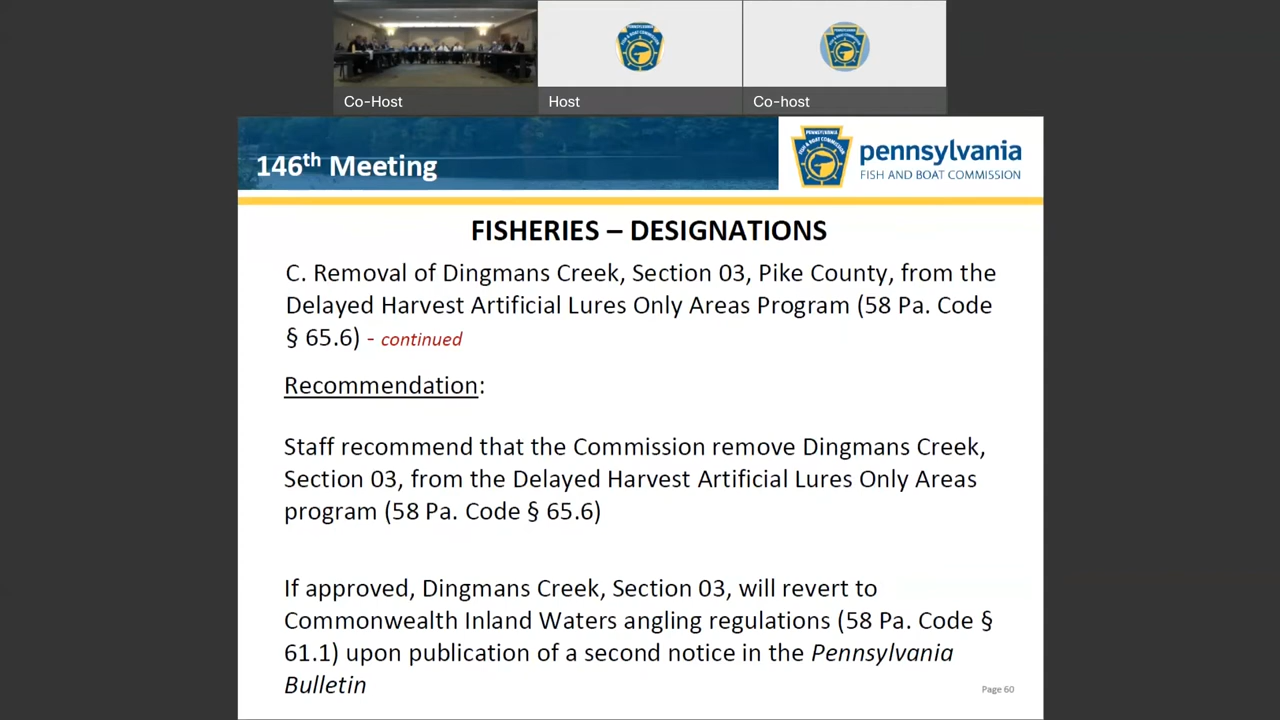 Co-Host
Host
Co-host
146th Meeting
PENNSYLVANIA
FISH & BOAT COMMISSION
pennsylvania
FISH AND BOAT COMMISSION
FISHERIES – DESIGNATIONS
C. Removal of Dingmans Creek, Section 03, Pike County, from the
Delayed Harvest Artificial Lures Only Areas Program (58 Pa. Code
§ 65.6) - continued
Recommendation:
Staff recommend that the Commission remove Dingmans Creek,
Section 03, from the Delayed Harvest Artificial Lures Only Areas
program (58 Pa. Code § 65.6)
If approved, Dingmans Creek, Section 03, will revert to
Commonwealth Inland Waters angling regulations (58 Pa. Code §
61.1) upon publication of a second notice in the Pennsylvania
Bulletin
Page 60